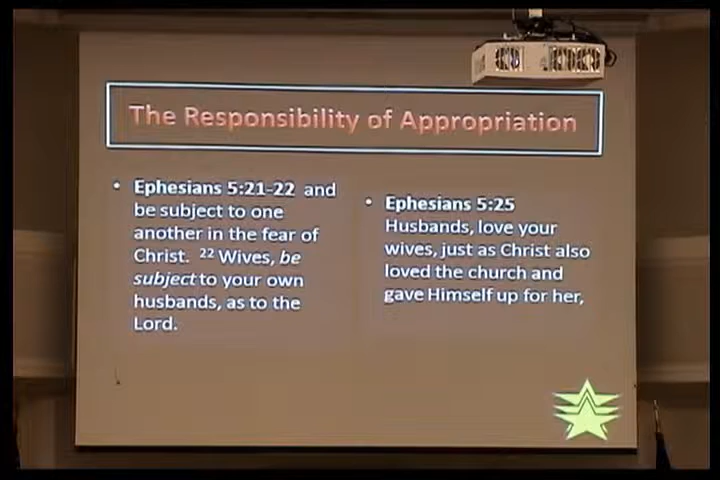 The Responsibility of Appropriation
• Ephesians 5:21-22 and
be subject to one
another in the fear of
Christ. 22 Wives, be
subject to your own
husbands, as to the
Lord.
• Ephesians 5:25
Husbands, love your
wives, just as Christ also
loved the church and
gave Himself up for her,